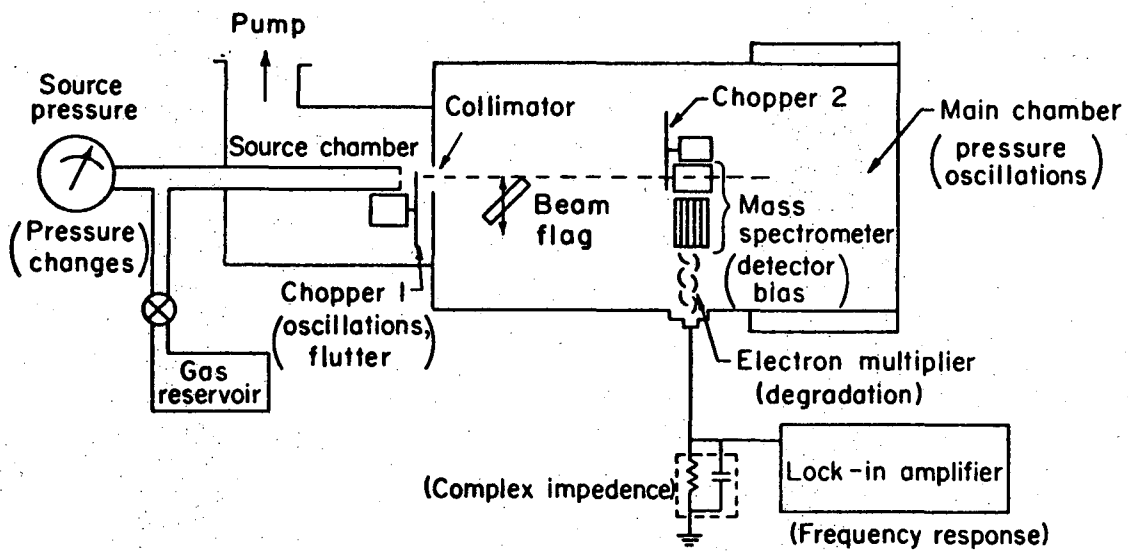 Pump
Source
pressure
(Pressure
changes)
Gas
reservoir
Source chamber
Collimator
Chopper 1
(oscillations,
flutter)
Beam
flag
Chopper 2
Mass
spectrometer
(detector
bias)
Main chamber
(pressure
oscillations)
Electron multiplier
(degradation)
(Complex impedence)
Lock-in amplifier
(Frequency response)